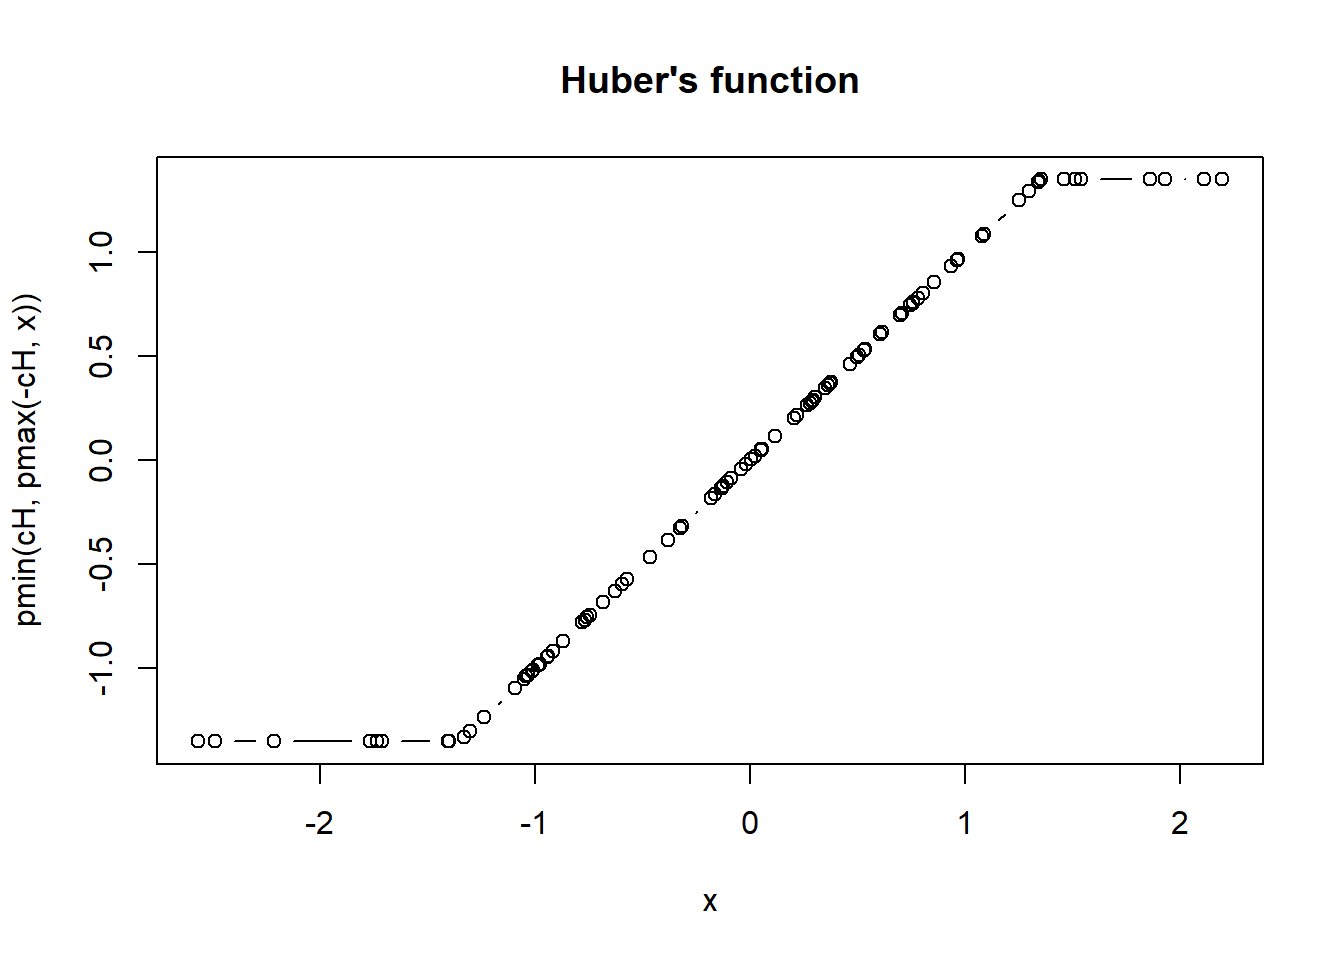 Huber's function
pmin(cH, pmax(-cH, x))
1.0
0.5
0.0
-0.5
-1.0
-2 -1 0 1 2
x